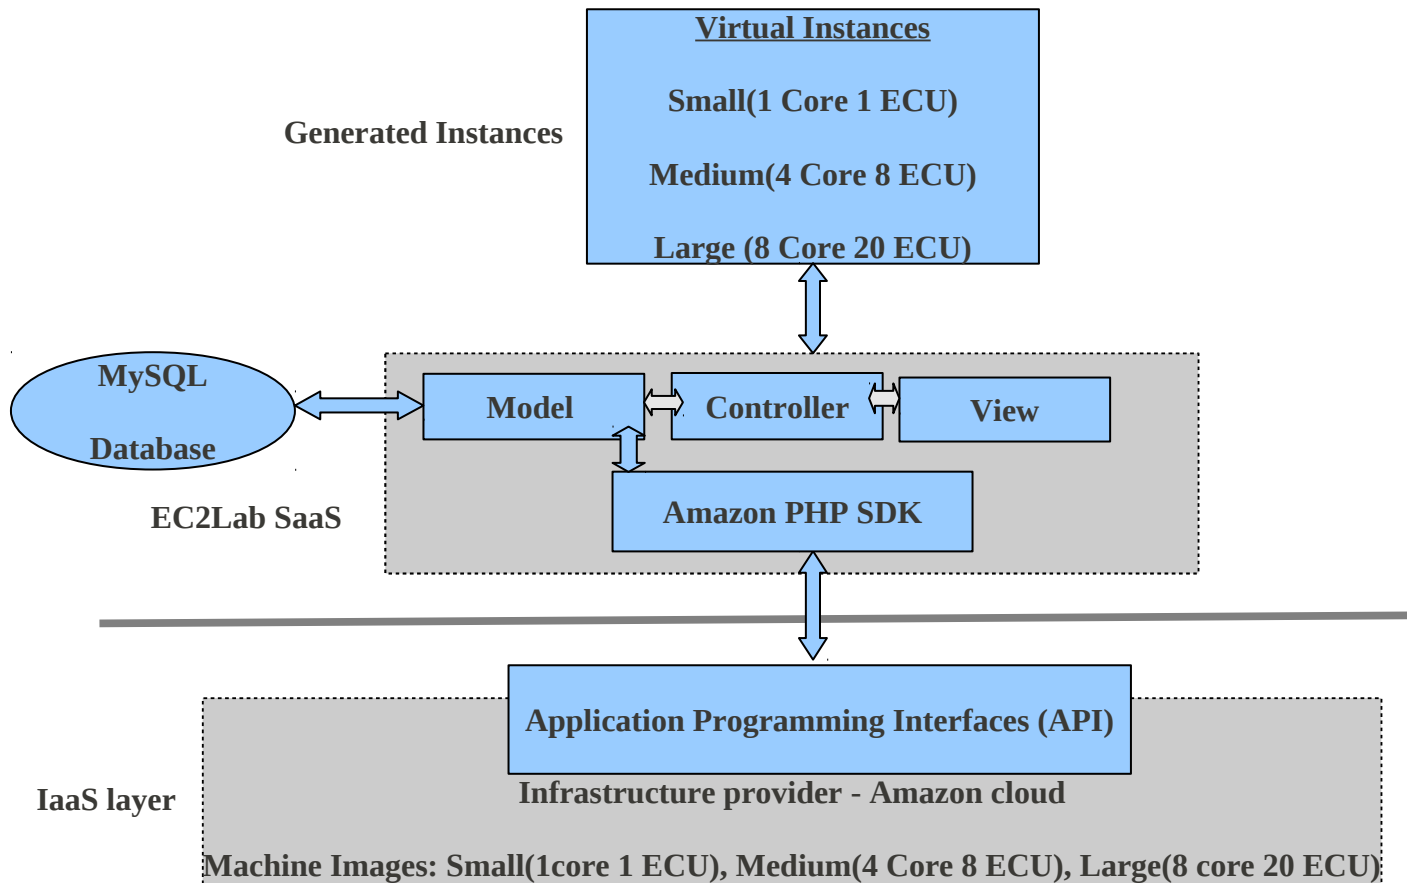 Virtual Instances
Small(1 Core 1 ECU)
Generated Instances
Medium(4 Core 8 ECU)
Large (8 Core 20 ECU)
MySQL
Database
Model
Controller
View
Amazon PHP SDK
EC2Lab SaaS
Application Programming Interfaces (API)
IaaS layer
Infrastructure provider - Amazon cloud
Machine Images: Small(1core 1 ECU), Medium(4 Core 8 ECU), Large(8 core 20 ECU)